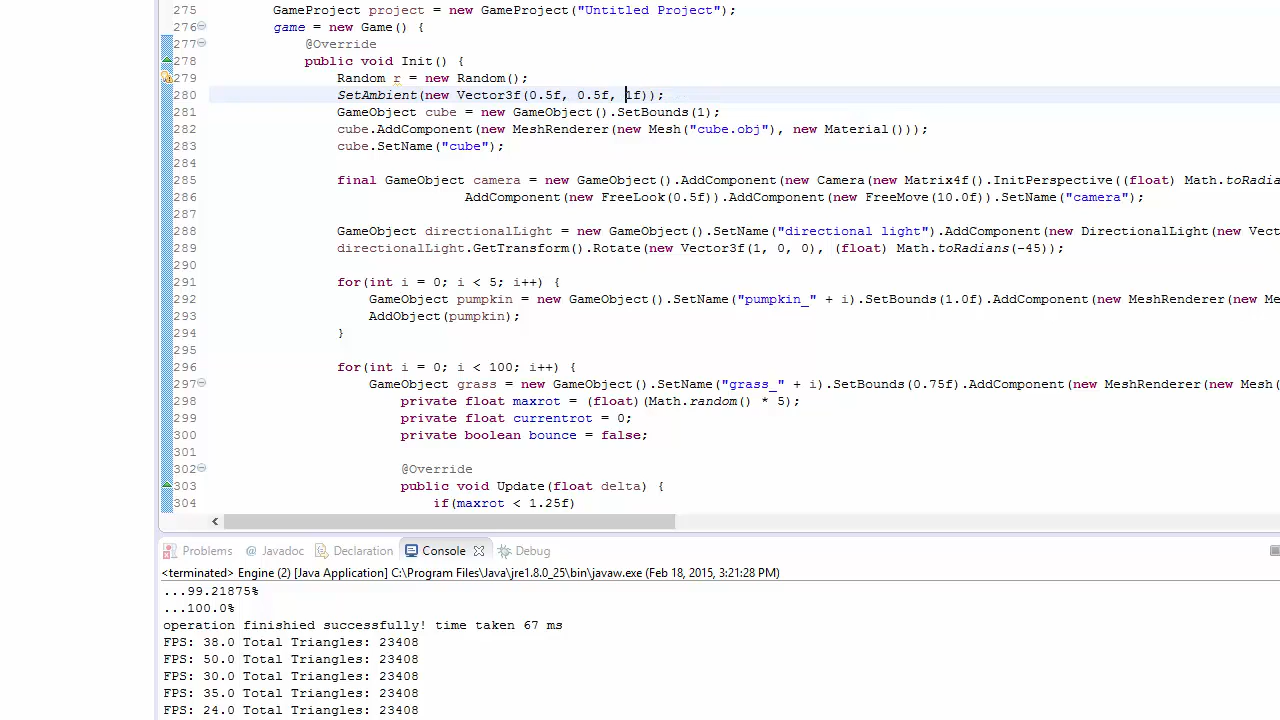 275 GameProject project = new GameProject("Untitled Project");
276 game = new Game() {
277 @Override
278 public void Init() {
279 Random r = new Random();
280 SetAmbient(new Vector3f(0.5f, 0.5f, 1f));
281 GameObject cube = new GameObject().SetBounds(1);
282 cube.AddComponent(new MeshRenderer(new Mesh("cube.obj"), new Material()));
283 cube.SetName("cube");
284
285 final GameObject camera = new GameObject().AddComponent(new Camera(new Matrix4f().InitPerspective((float) Math.toRadia
286 AddComponent(new FreeLook(0.5f)).AddComponent(new FreeMove(10.0f)).SetName("camera");
287
288 GameObject directionalLight = new GameObject().SetName("directional light").AddComponent(new DirectionalLight(new Vec
289 directionalLight.GetTransform().Rotate(new Vector3f(1, 0, 0), (float) Math.toRadians(-45));
290
291 for(int i = 0; i < 5; i++) {
292 GameObject pumpkin = new GameObject().SetName("pumpkin_" + i).SetBounds(1.0f).AddComponent(new MeshRenderer(new Me
293 AddObject(pumpkin);
294 }
295
296 for(int i = 0; i < 100; i++) {
297 GameObject grass = new GameObject().SetName("grass_" + i).SetBounds(0.75f).AddComponent(new MeshRenderer(new Mesh(
298 private float maxrot = (float)(Math.random() * 5);
299 private float currentrot = 0;
300 private boolean bounce = false;
301
302 @Override
303 public void Update(float delta) {
304 if(maxrot < 1.25f)
Problems @ Javadoc Declaration Console Debug
<terminated> Engine (2) [Java Application] C:\Program Files\Java\jre1.8.0_25\bin\javaw.exe (Feb 18, 2015, 3:21:28 PM)
...99.21875%
...100.0%
operation finishied successfully! time taken 67 ms
FPS: 38.0 Total Triangles: 23408
FPS: 50.0 Total Triangles: 23408
FPS: 30.0 Total Triangles: 23408
FPS: 35.0 Total Triangles: 23408
FPS: 24.0 Total Triangles: 23408